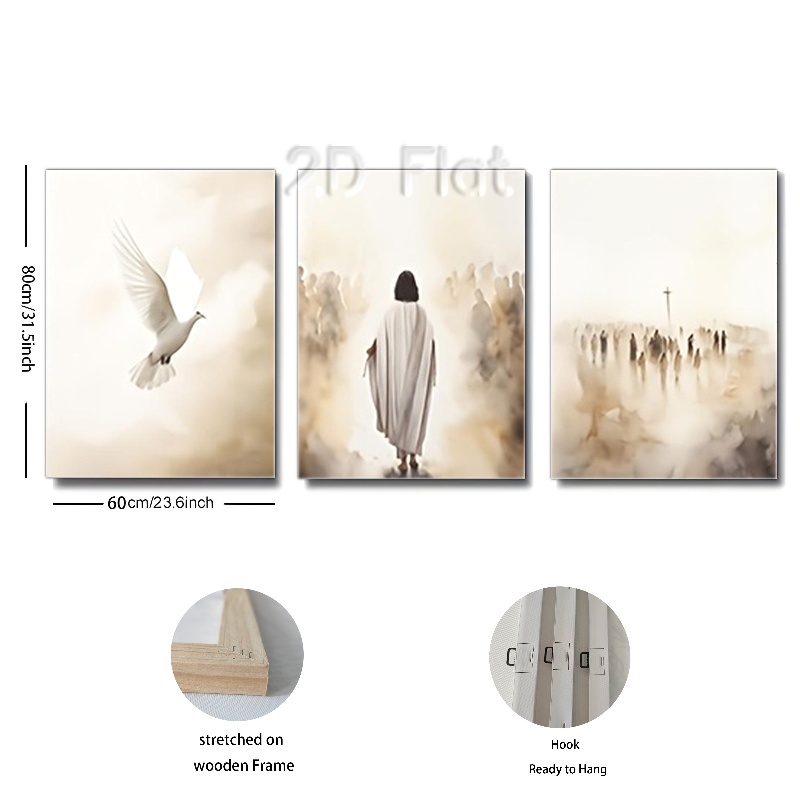 2D Flat
80cm/31.5inch
60cm/23.6inch
stretched on
wooden Frame
Hook
Ready to Hang